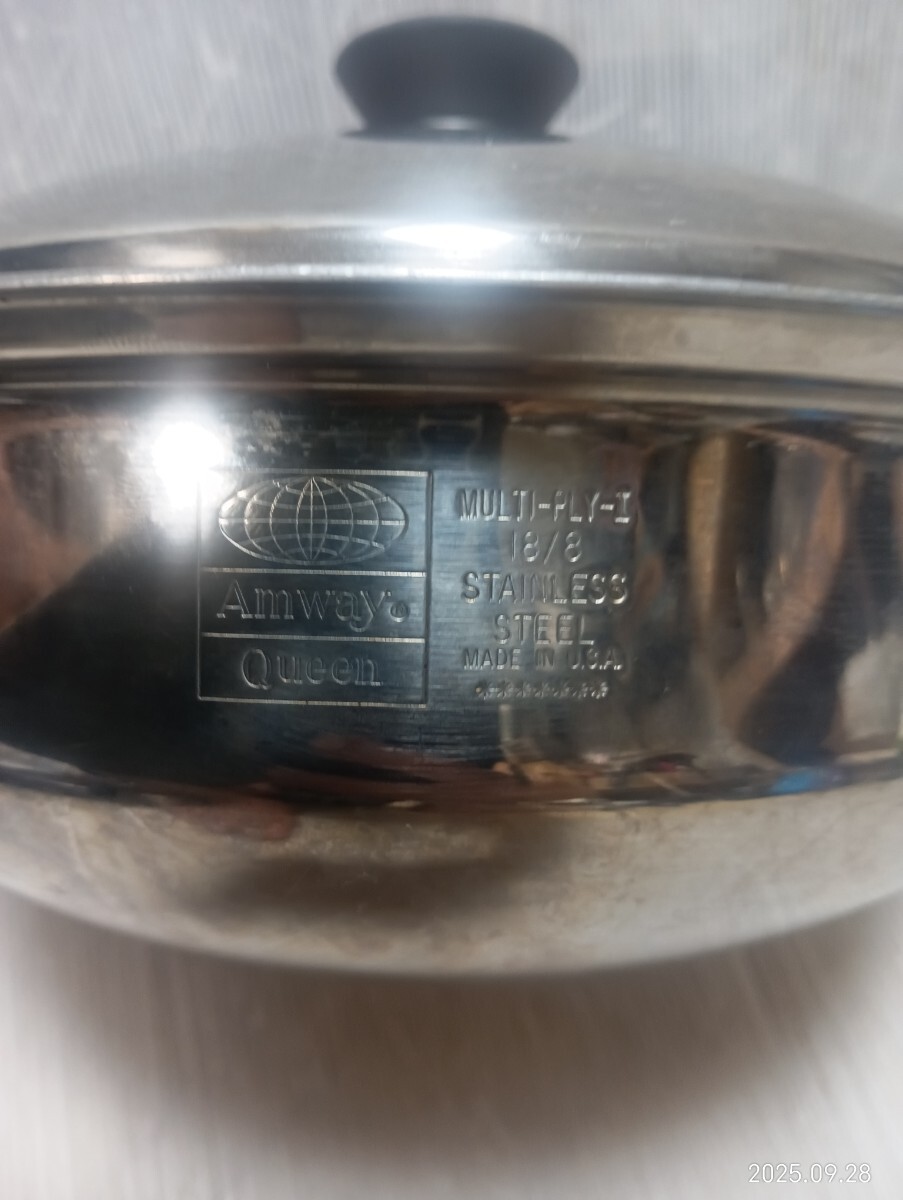 Amway®
Queen
MULTI-PLY-I
18/8
STAINLESS
STEEL
MADE IN U.S.A.
2025.09.28